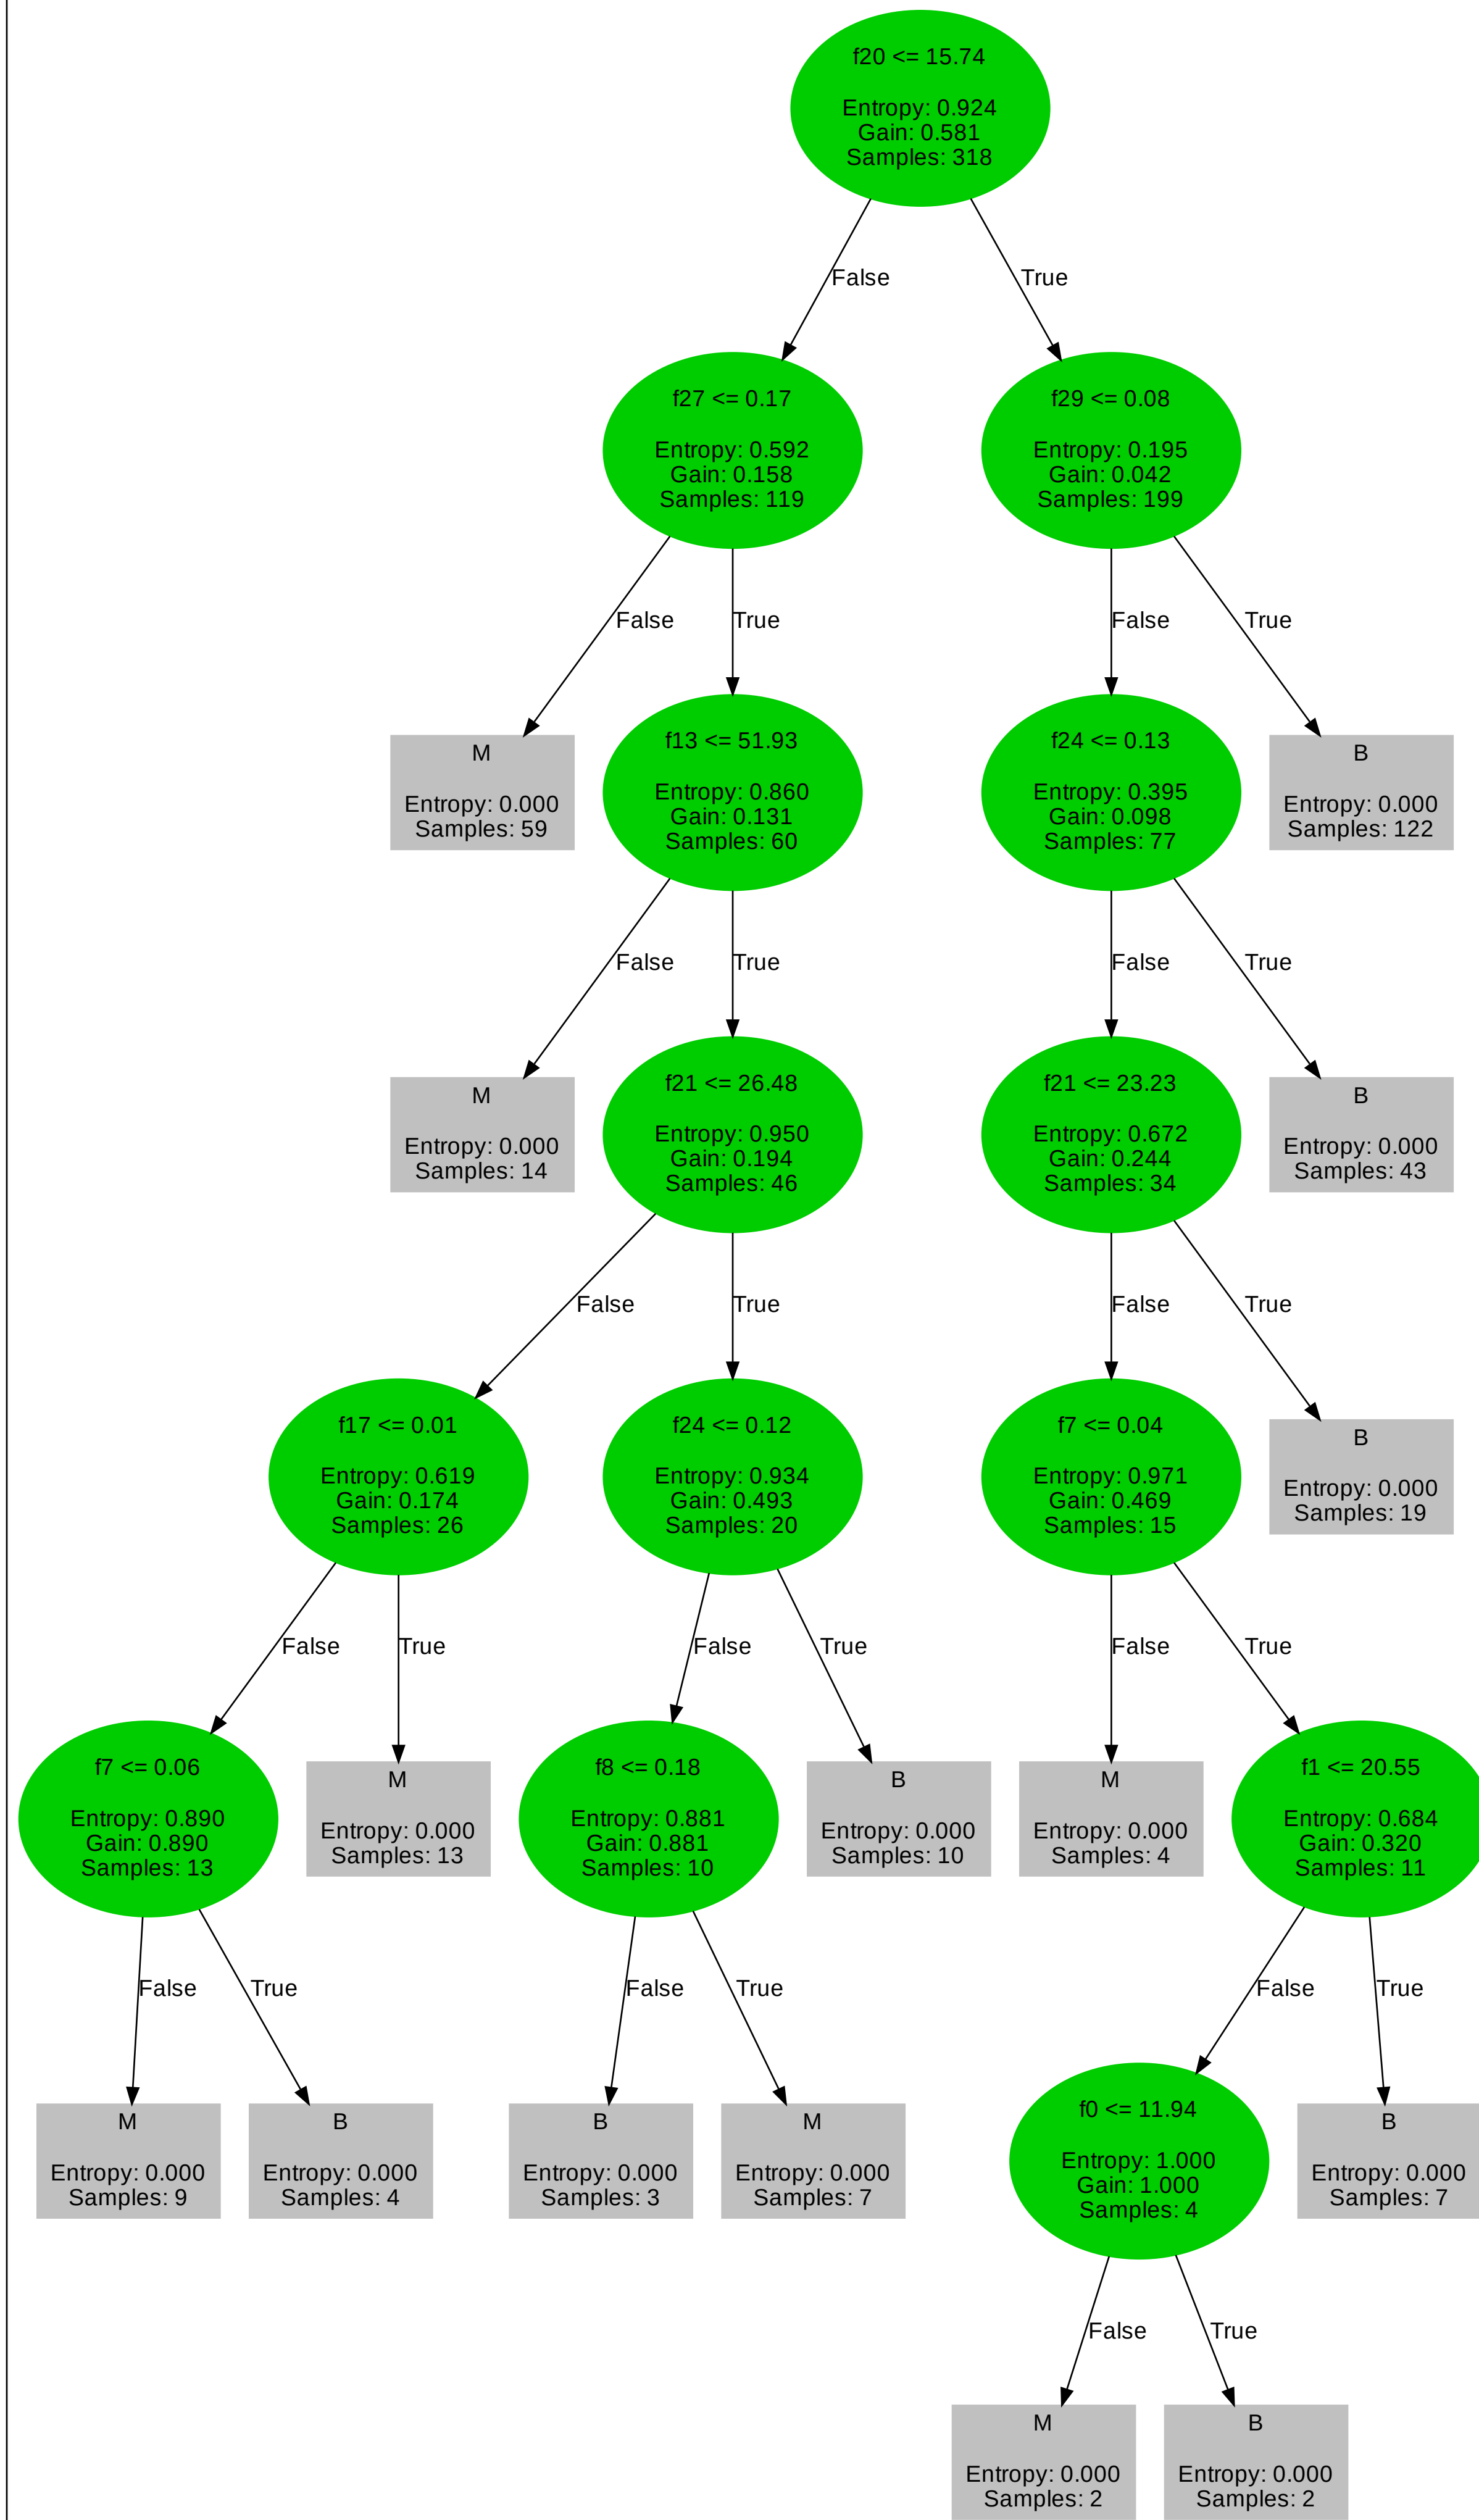 f20 <= 15.74
Entropy: 0.924
Gain: 0.581
Samples: 318
False
True
f27 <= 0.17
Entropy: 0.592
Gain: 0.158
Samples: 119
f29 <= 0.08
Entropy: 0.195
Gain: 0.042
Samples: 199
False
True
False
True
M
Entropy: 0.000
Samples: 59
f13 <= 51.93
Entropy: 0.860
Gain: 0.131
Samples: 60
f24 <= 0.13
Entropy: 0.395
Gain: 0.098
Samples: 77
B
Entropy: 0.000
Samples: 122
False
True
False
True
M
Entropy: 0.000
Samples: 14
f21 <= 26.48
Entropy: 0.950
Gain: 0.194
Samples: 46
f21 <= 23.23
Entropy: 0.672
Gain: 0.244
Samples: 34
B
Entropy: 0.000
Samples: 43
False
True
False
True
f17 <= 0.01
Entropy: 0.619
Gain: 0.174
Samples: 26
f24 <= 0.12
Entropy: 0.934
Gain: 0.493
Samples: 20
f7 <= 0.04
Entropy: 0.971
Gain: 0.469
Samples: 15
B
Entropy: 0.000
Samples: 19
False
True
False
True
False
True
f7 <= 0.06
Entropy: 0.890
Gain: 0.890
Samples: 13
M
Entropy: 0.000
Samples: 13
f8 <= 0.18
Entropy: 0.881
Gain: 0.881
Samples: 10
B
Entropy: 0.000
Samples: 10
M
Entropy: 0.000
Samples: 4
f1 <= 20.55
Entropy: 0.684
Gain: 0.320
Samples: 11
False
True
False
True
False
True
M
Entropy: 0.000
Samples: 9
B
Entropy: 0.000
Samples: 4
B
Entropy: 0.000
Samples: 3
M
Entropy: 0.000
Samples: 7
f0 <= 11.94
Entropy: 1.000
Gain: 1.000
Samples: 4
B
Entropy: 0.000
Samples: 7
False
True
M
Entropy: 0.000
Samples: 2
B
Entropy: 0.000
Samples: 2